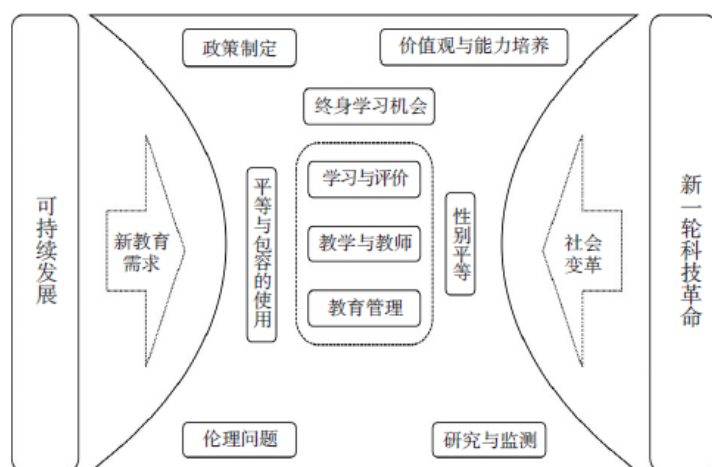 政策制定
价值观与能力培养
终身学习机会
可持续发展
新教育
需求
平等与包容的使用
学习与评价
教学与教师
教育管理
性别平等
社会
变革
新一轮科技革命
伦理问题
研究与监测